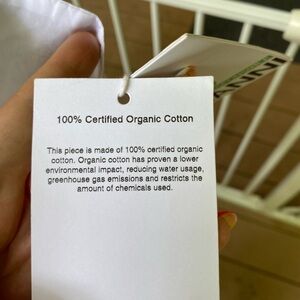 100% Certified Organic Cotton
This piece is made of 100% certified organic
cotton. Organic cotton has proven a lower
environmental impact, reducing water usage,
greenhouse gas emissions and restricts the
amount of chemicals used.